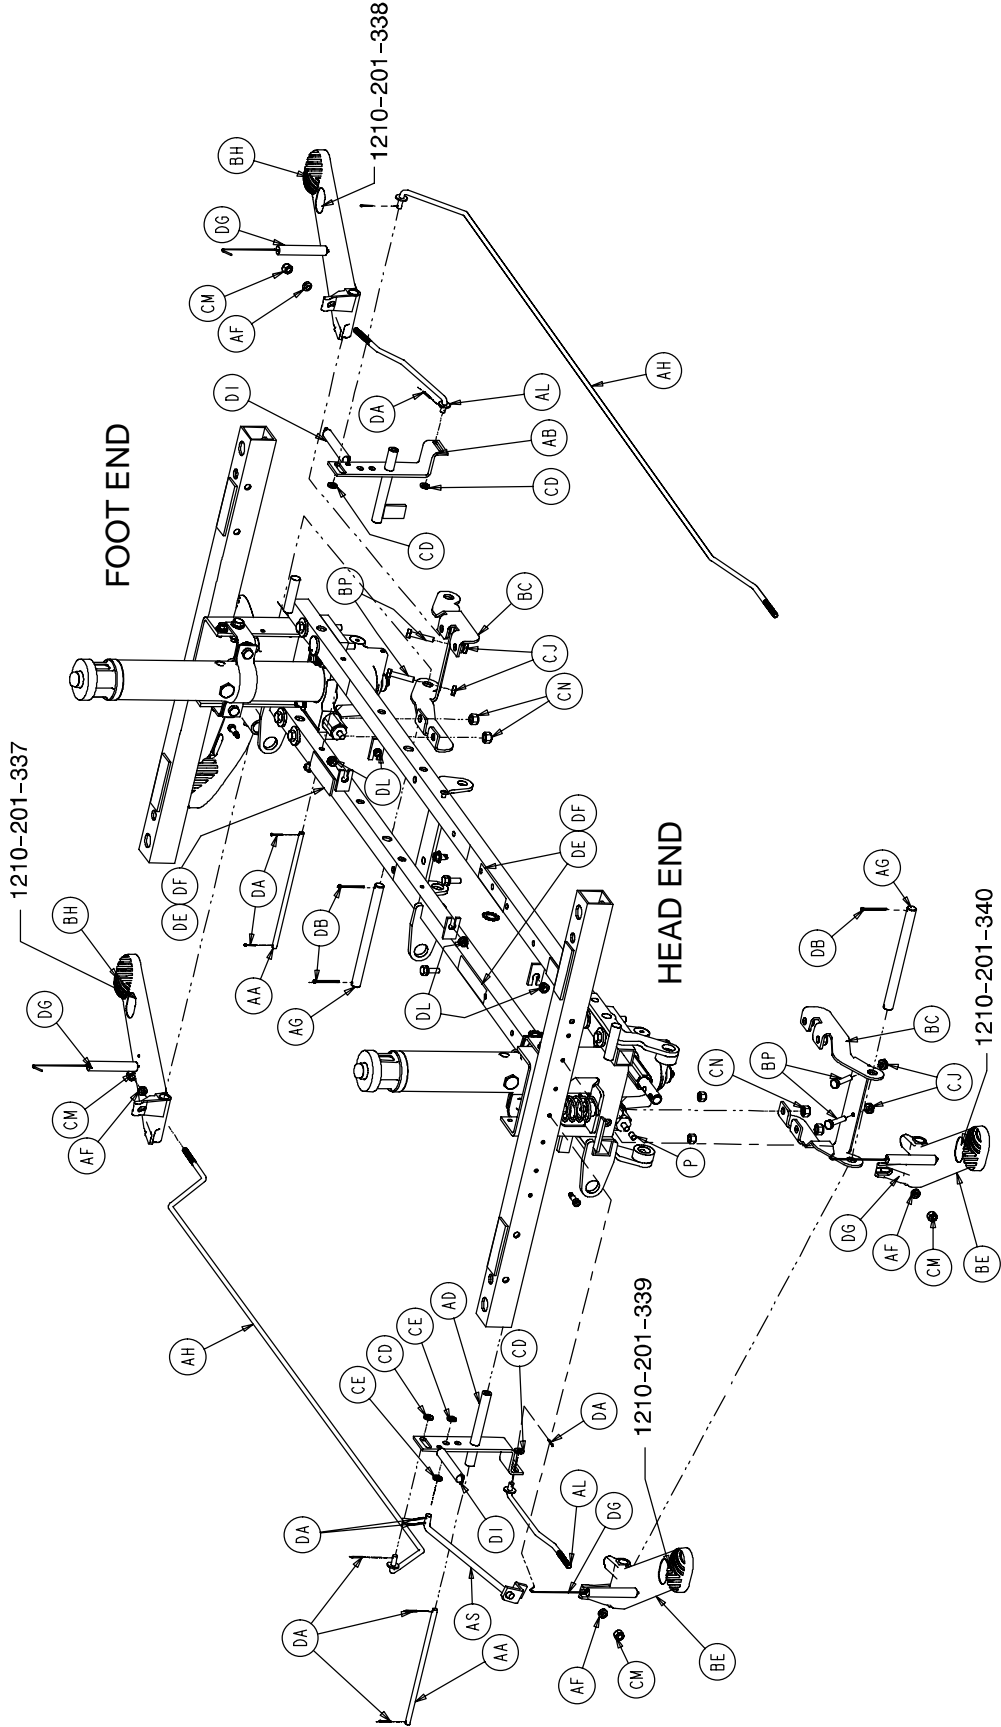 1210-201-338
BH
DG
CM
AF
DI
AH
DA
AL
AB
CD
CD
FOOT END
BP
BC
CJ
CN
1210-201-337
BH
DG
CM
AF
DL
DE
DF
DA
AA
DB
AG
DL
DE
DF
HEAD END
AG
DB
1210-201-340
BC
BP
CN
CJ
P
DG
AF
CM
BE
AH
AD
CE
CD
CE
CD
DA
1210-201-339
DA
DI
AL
DG
DA
AS
AA
AF
CM
BE